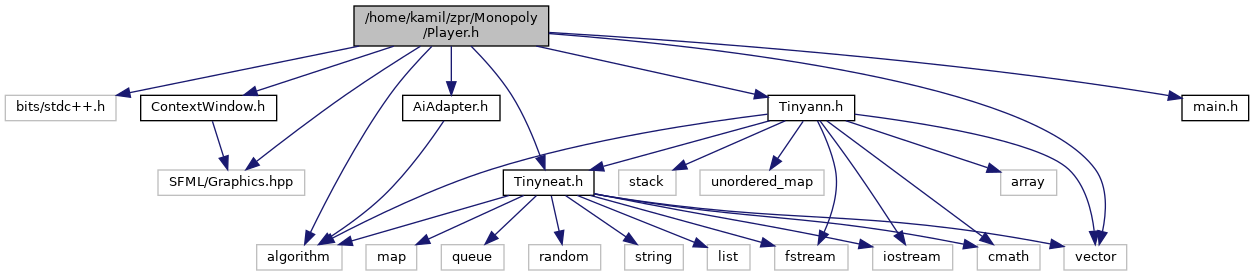 /home/kamil/zpr/Monopoly
/Player.h
bits/stdc++.h
ContextWindow.h
AiAdapter.h
Tinyann.h
main.h
SFML/Graphics.hpp
Tinyneat.h
stack
unordered_map
array
algorithm
map
queue
random
string
list
fstream
iostream
cmath
vector